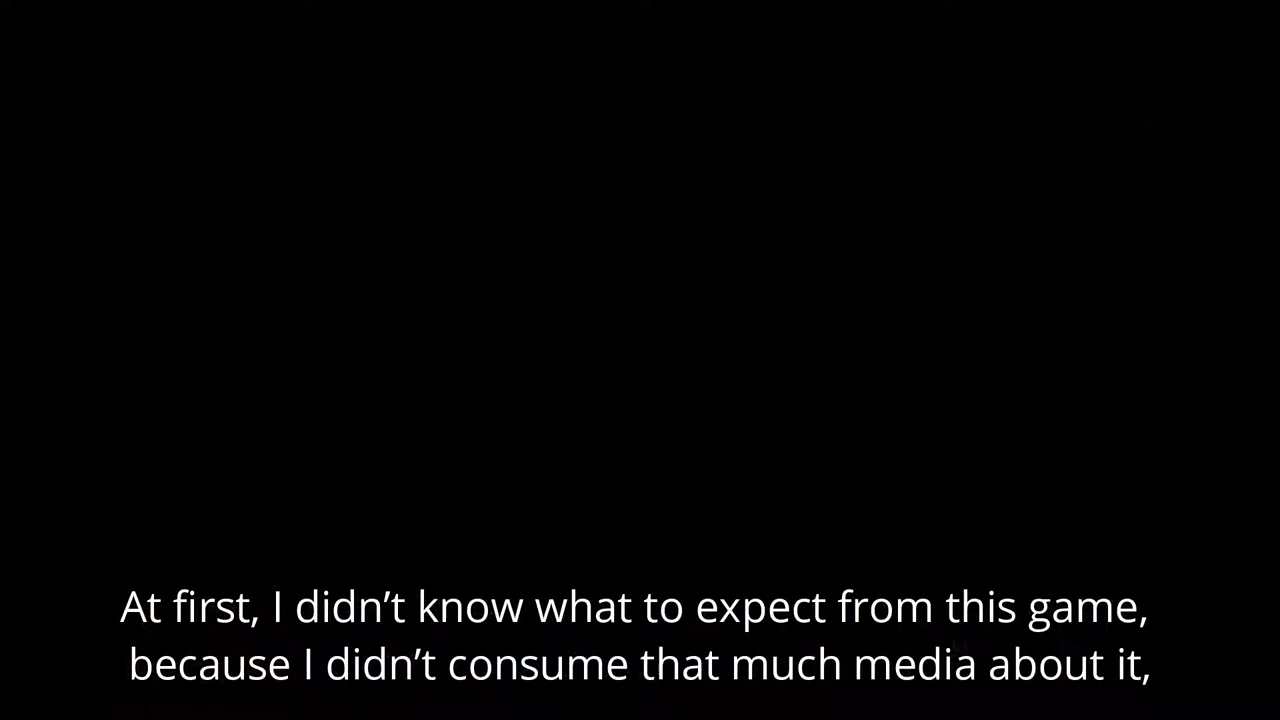 At first, I didn’t know what to expect from this game,
because I didn’t consume that much media about it,